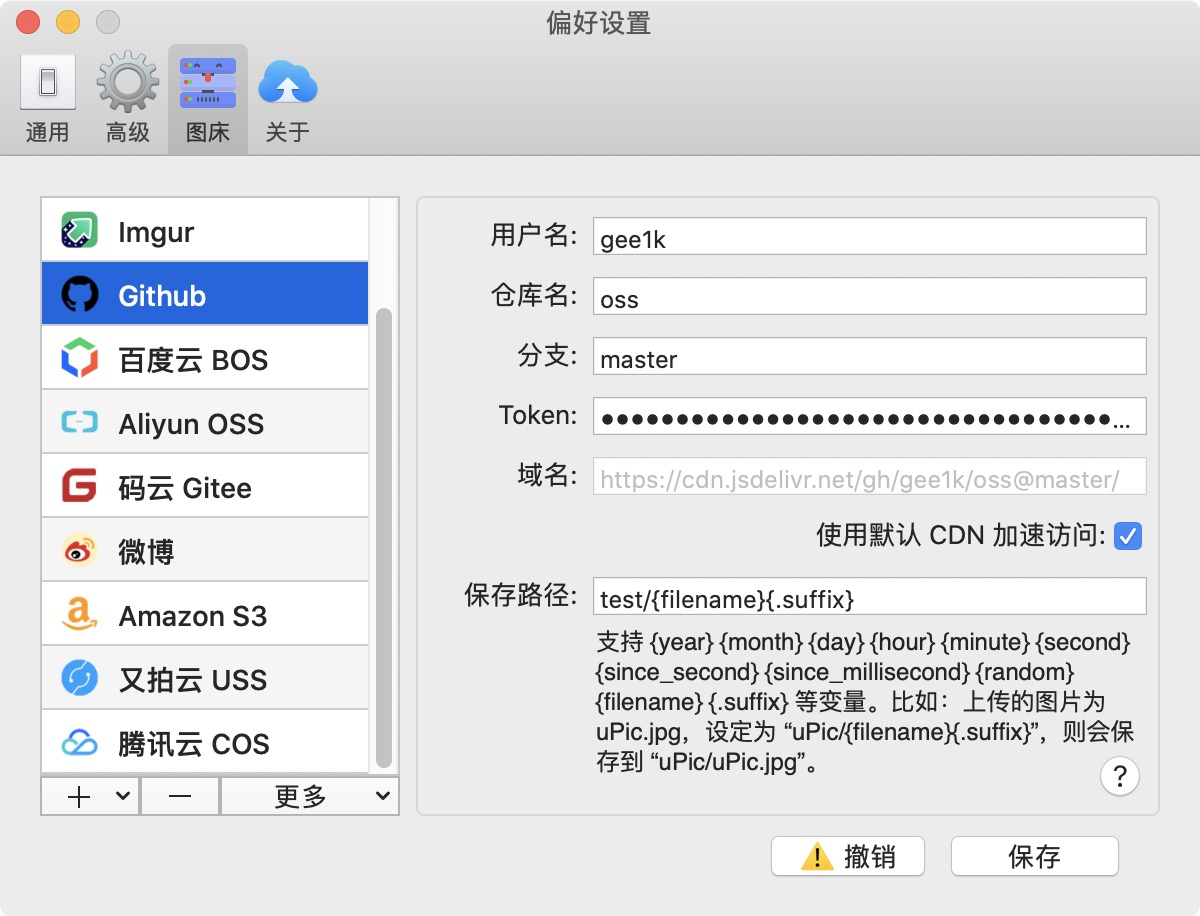 偏好设置
通用
高级
图床
关于
Imgur
Github
百度云 BOS
Aliyun OSS
码云 Gitee
微博
Amazon S3
又拍云 USS
腾讯云 COS
更多
用户名: gee1k
仓库名: oss
分支: master
Token: ●●●●●●●●●●●●●●●●●●●●●●●●●●●●●●●●●●...
域名: https://cdn.jsdelivr.net/gh/gee1k/oss@master/
使用默认 CDN 加速访问:
保存路径: test/{filename}{.suffix}
支持 {year} {month} {day} {hour} {minute} {second}
{since_second} {since_millisecond} {random}
{filename} {.suffix} 等变量。比如：上传的图片为
uPic.jpg，设定为 “uPic/{filename}{.suffix}”，则会保
存到 “uPic/uPic.jpg”。
?
撤销
保存